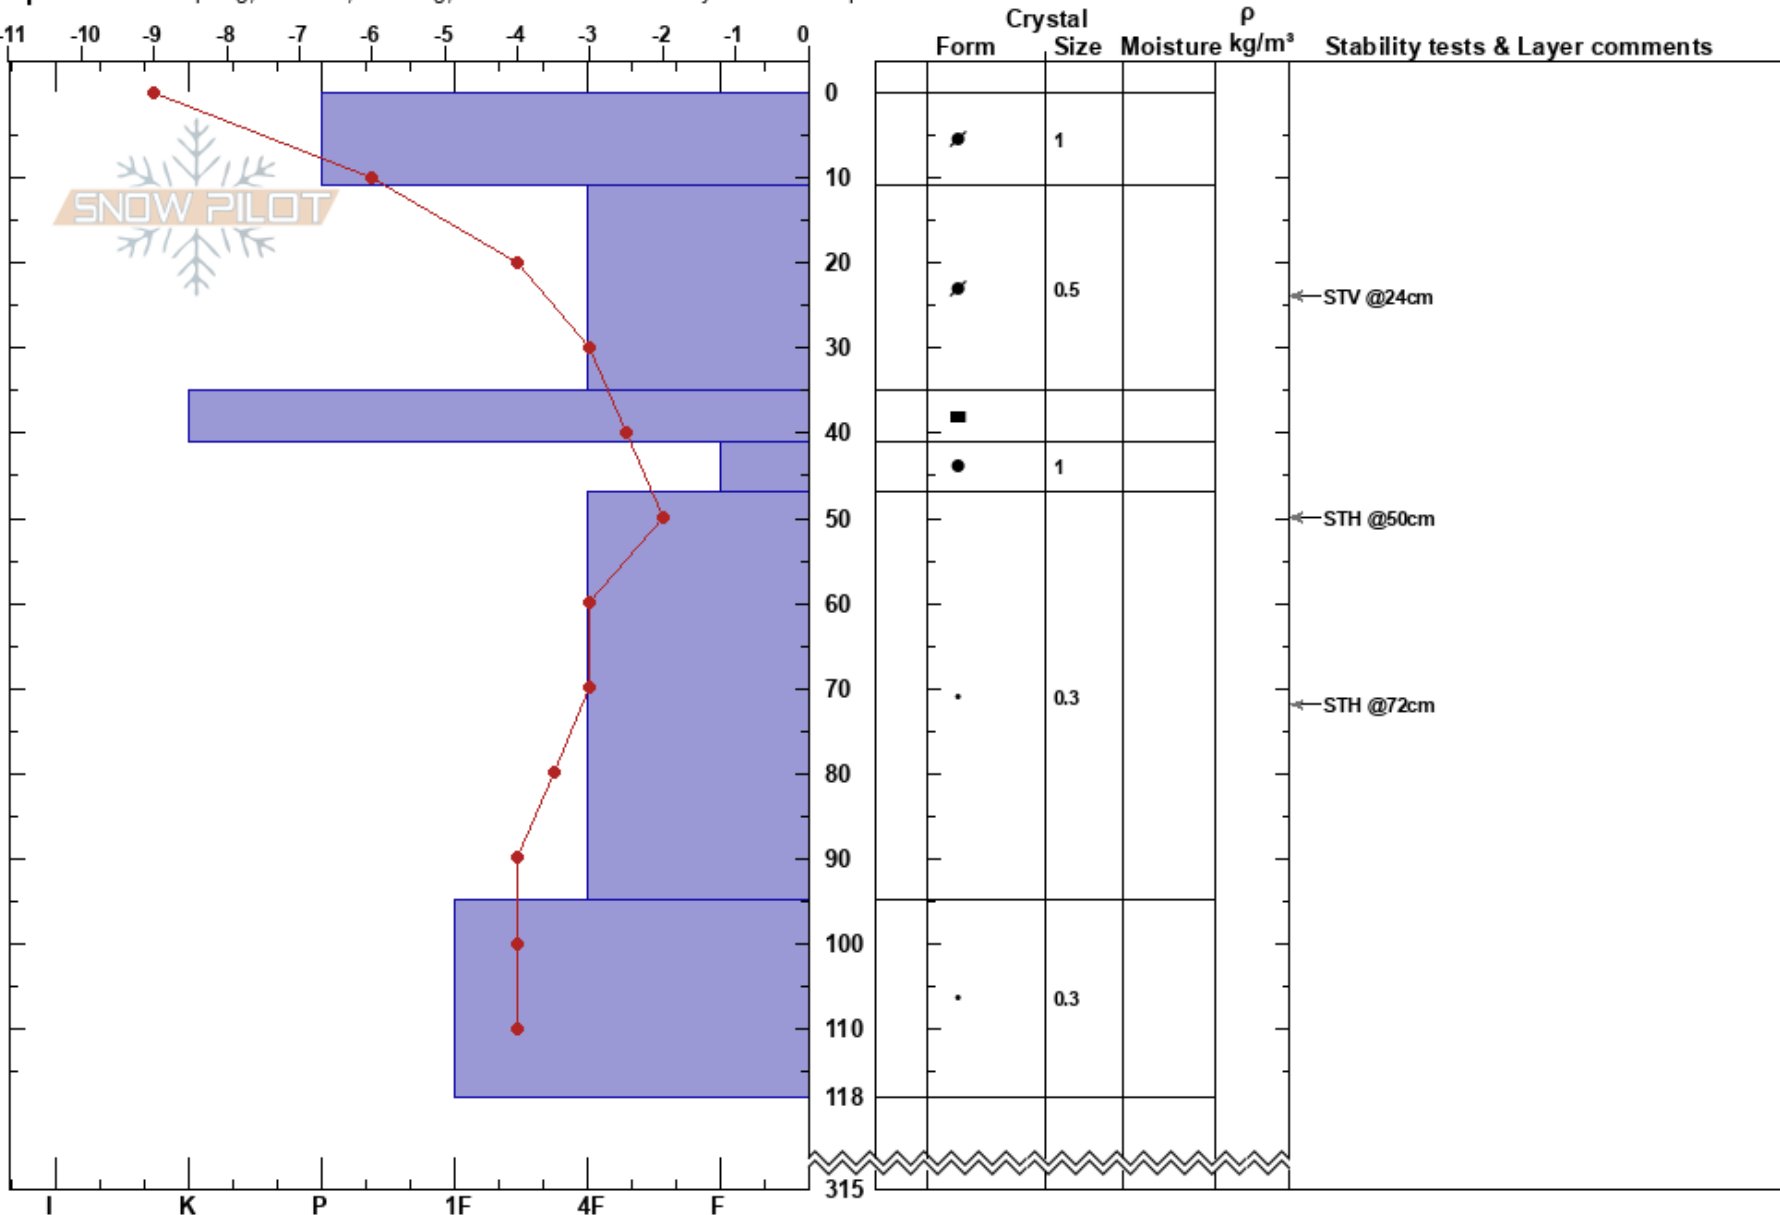 Crystal ρ
-11 -10 -9 -8 -7 -6 -5 -4 -3 -2 -1 0 Form Size Moisture kg/m³ Stability tests & Layer comments
0
1
10
SNOW PILOT
20
0.5 STV @24cm
30
40
1
50 STH @50cm
60
70
0.3 STH @72cm
80
90
100
0.3
110
118
315
I K P 1F 4F F